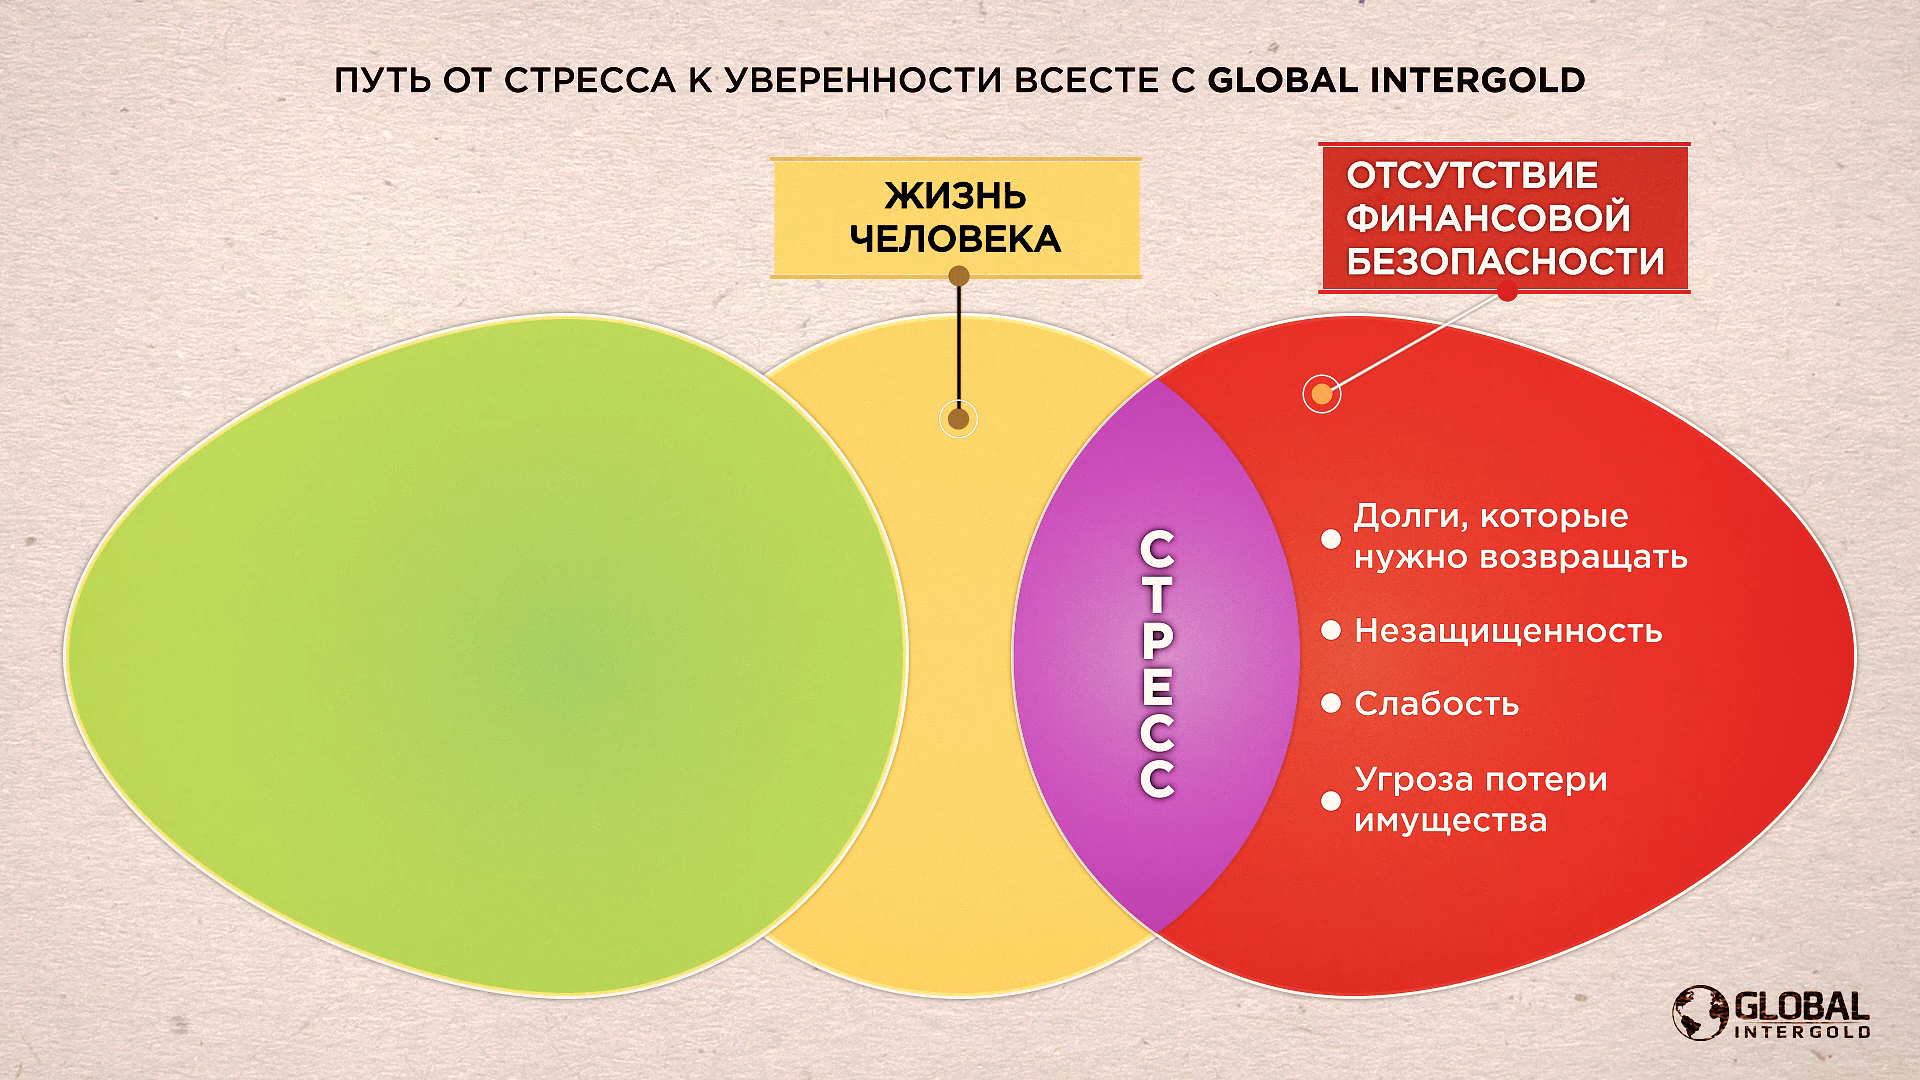 ПУТЬ ОТ СТРЕССА К УВЕРЕННОСТИ ВСЕСТЕ С GLOBAL INTERGOLD
ЖИЗНЬ
ЧЕЛОВЕКА
ОТСУТСТВИЕ
ФИНАНСОВОЙ
БЕЗОПАСНОСТИ
СТРЕСС
Долги, которые
нужно возвращать
Незащищенность
Слабость
Угроза потери
имущества
GLOBAL
INTERGOLD